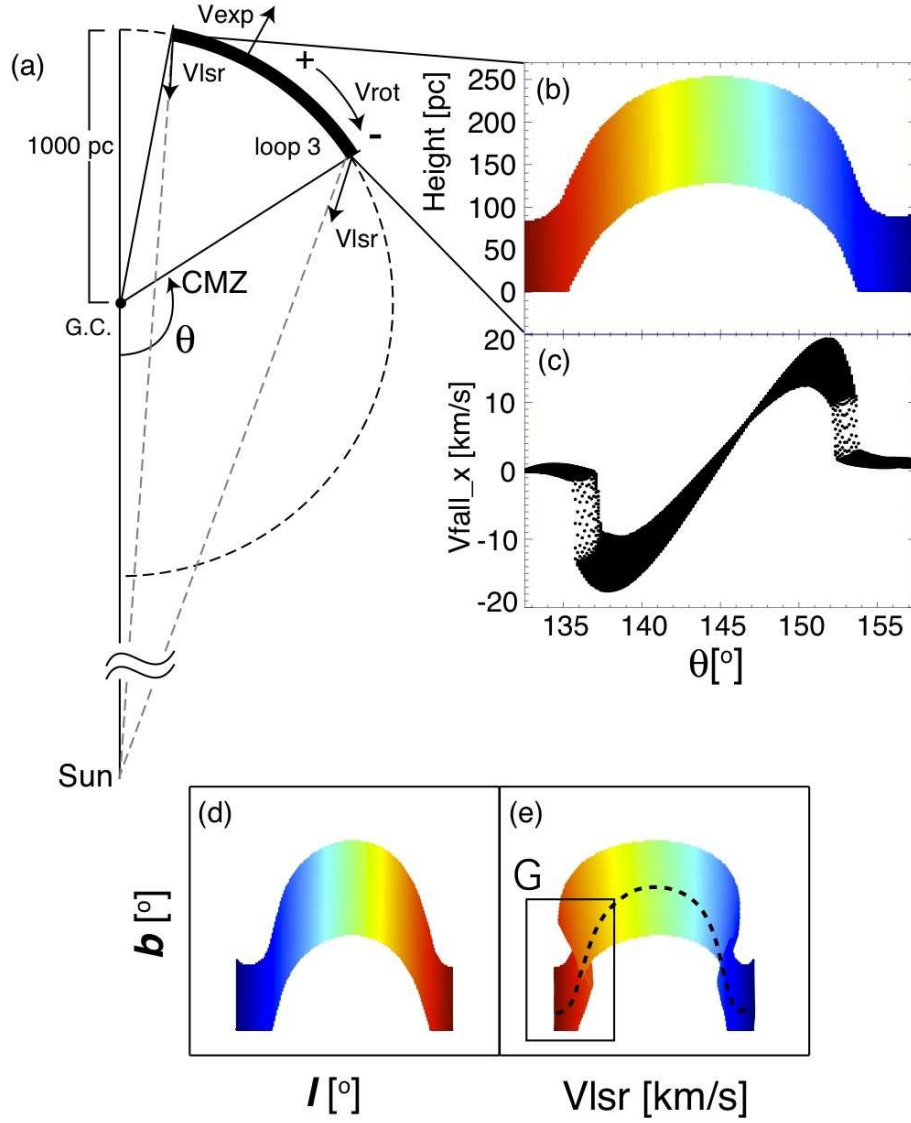 (a)
Vexp
Vlsr
+
Vrot
-
1000 pc
loop 3
Vlsr
CMZ
G.C.
θ
Sun
(b)
Height [pc]
250
200
150
100
50
0
(c)
Vfall_x [km/s]
20
10
0
-10
-20
135 140 145 150 155
θ[°]
(d)
b [°]
l [°]
(e)
G
Vlsr [km/s]